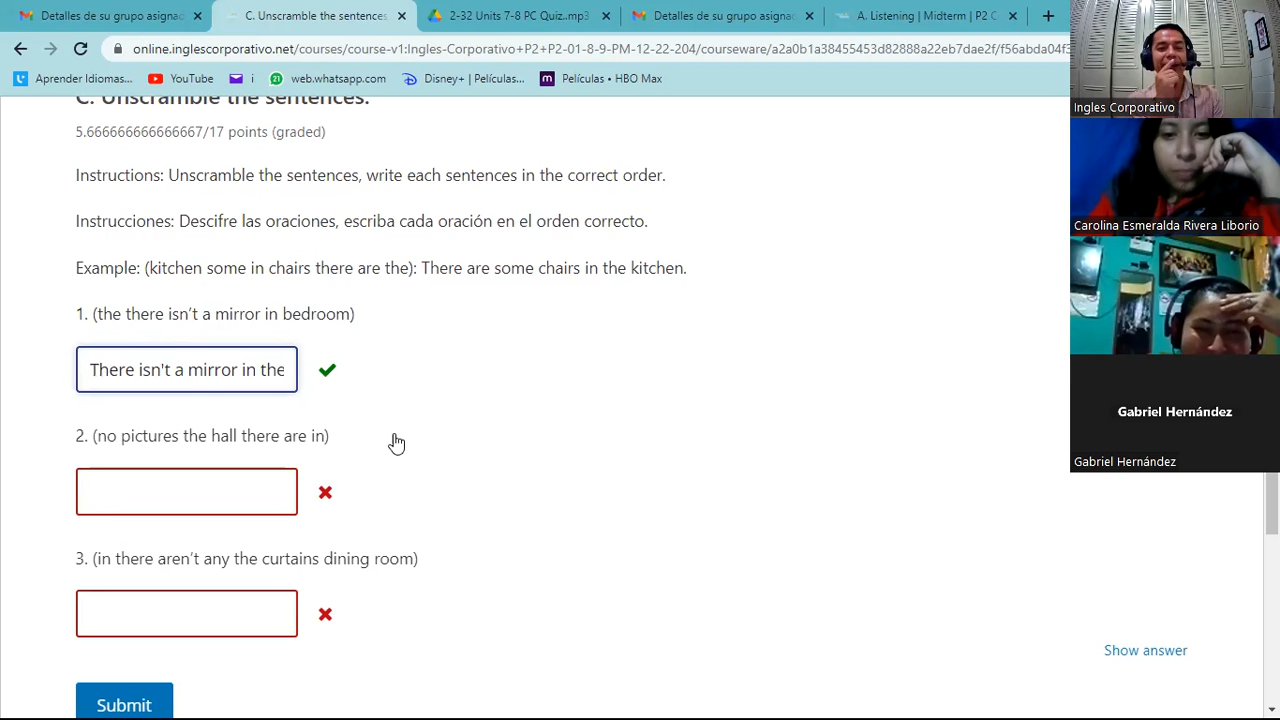 Detalles de su grupo asignad
C. Unscramble the sentences
2-32 Units 7-8 PC Quiz..mp3
Detalles de su grupo asigna
A. Listening | Midterm | P2 C
online.inglescorporativo.net/courses/course-v1:Ingles-Corporativo+P2+P2-01-8-9-PM-12-22-204/courseware/
Aprender Idiomas...
YouTube
i
web.whatsapp.com
Disney+ | Películas...
Películas · HBO Max
C. Unscramble the sentences.
5.666666666666667/17 points (graded)
Instructions: Unscramble the sentences, write each sentences in the correct order.
Instrucciones: Descifre las oraciones, escriba cada oración en el orden correcto.
Example: (kitchen some in chairs there are the): There are some chairs in the kitchen.
1. (the there isn’t a mirror in bedroom)
There isn't a mirror in the
2. (no pictures the hall there are in)
3. (in there aren’t any the curtains dining room)
Show answer
Submit
Ingles Corporativo
Carolina Esmeralda Rivera Liborio
Gabriel Hernández
Gabriel Hernández